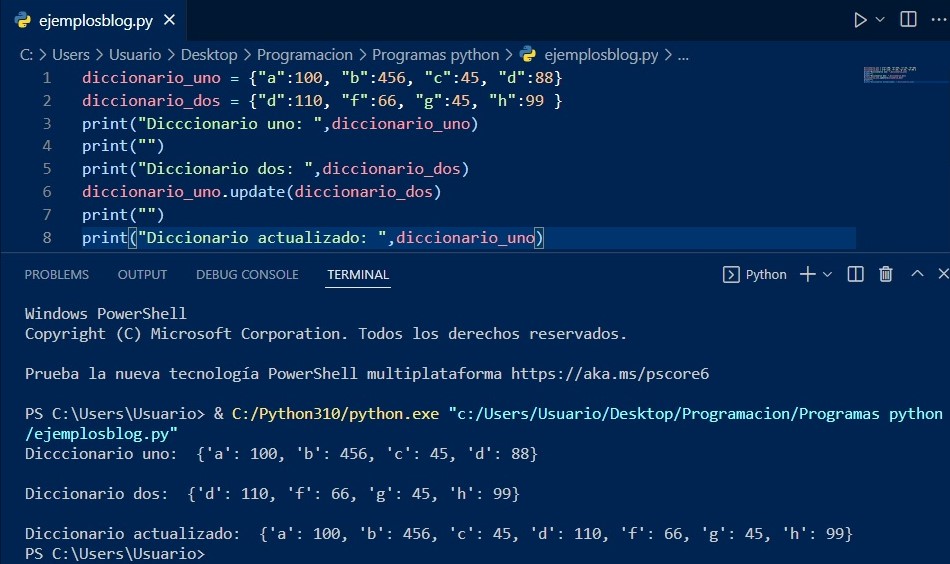 ejemplosblog.py
C: > Users > Usuario > Desktop > Programacion > Programas python > ejemplosblog.py > ...
1 diccionario_uno = {"a":100, "b":456, "c":45, "d":88}
2 diccionario_dos = {"d":110, "f":66, "g":45, "h":99 }
3 print("Dicccionario uno: ",diccionario_uno)
4 print("")
5 print("Diccionario dos: ",diccionario_dos)
6 diccionario_uno.update(diccionario_dos)
7 print("")
8 print("Diccionario actualizado: ",diccionario_uno)
PROBLEMS OUTPUT DEBUG CONSOLE TERMINAL Python
Windows PowerShell
Copyright (C) Microsoft Corporation. Todos los derechos reservados.
Prueba la nueva tecnología PowerShell multiplataforma https://aka.ms/pscore6
PS C:\Users\Usuario> & C:/Python310/python.exe "c:/Users/Usuario/Desktop/Programacion/Programas python
/ejemplosblog.py"
Dicccionario uno:  {'a': 100, 'b': 456, 'c': 45, 'd': 88}
Diccionario dos:  {'d': 110, 'f': 66, 'g': 45, 'h': 99}
Diccionario actualizado:  {'a': 100, 'b': 456, 'c': 45, 'd': 110, 'f': 66, 'g': 45, 'h': 99}
PS C:\Users\Usuario>